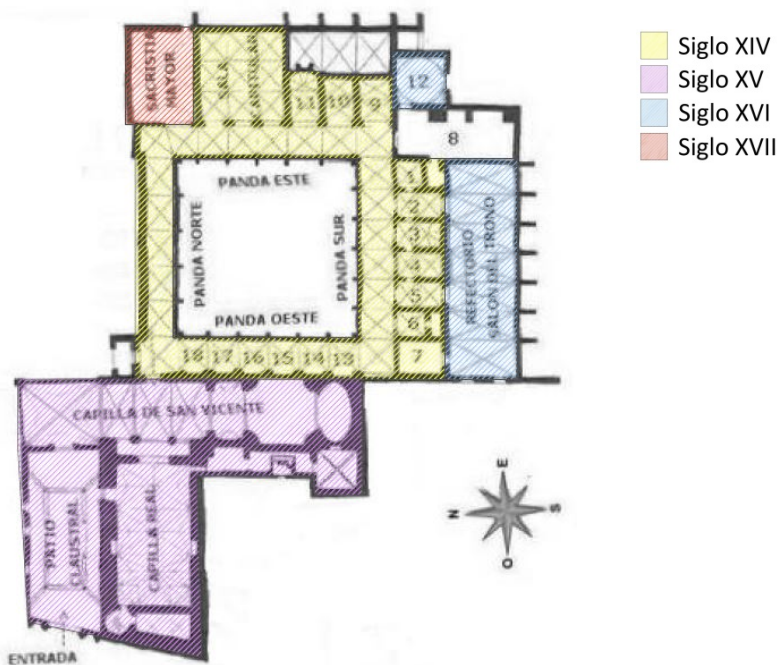 Siglo XIV
Siglo XV
Siglo XVI
Siglo XVII
SACRISTIA
MAYOR
SALA
CAPITULAR
11 10 9
12
8
PANDA ESTE
PANDA NORTE
PANDA SUR
PANDA OESTE
1
2
3
4
5
6
7
REFECTORIO
SALON DEL TRONO
18 17 16 15 14 13
CAPILLA DE SAN VICENTE
PATIO
CLAUSTRAL
CAPILLA REAL
ENTRADA
E
N
S
O